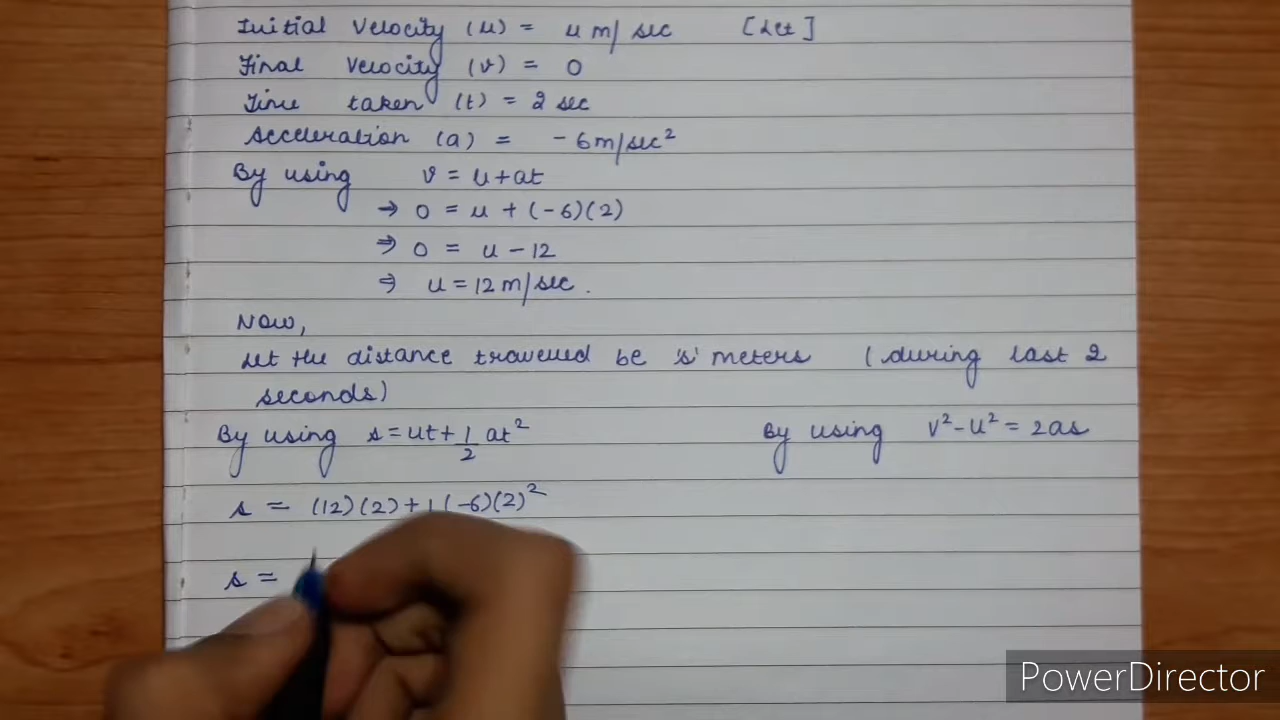 Initial Velocity (u) = u m/sec [Let]
Final Velocity (v) = 0
Time taken (t) = 2 sec
Acceleration (a) = -6m/sec²
By using v = u+at
→ 0 = u + (-6)(2)
⇒ 0 = u - 12
⇒ u = 12 m/sec.
Now,
Let the distance travelled be 's' meters (during last 2
seconds)
By using s = ut + 1/2 at² By using v²-u² = 2as
s = (12)(2) + 1 (-6)(2)²
s =
PowerDirector